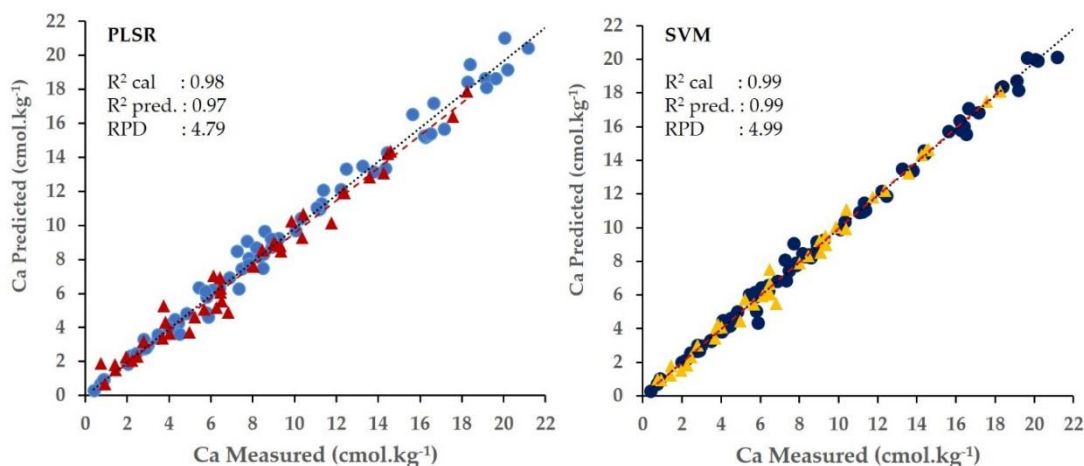 PLSR
R² cal : 0.98
R² pred. : 0.97
RPD : 4.79
Ca Predicted (cmol.kg⁻¹)
22
20
18
16
14
12
10
8
6
4
2
0
0 2 4 6 8 10 12 14 16 18 20 22
Ca Measured (cmol.kg⁻¹)
SVM
R² cal : 0.99
R² pred. : 0.99
RPD : 4.99
Ca Predicted (cmol.kg⁻¹)
22
20
18
16
14
12
10
8
6
4
2
0
0 2 4 6 8 10 12 14 16 18 20 22
Ca Measured (cmol.kg⁻¹)